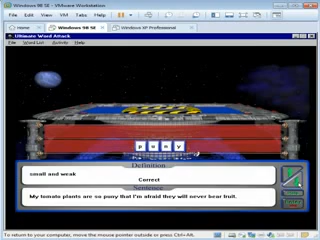 Windows 98 SE - VMware Workstation
File Edit View VM Tabs Help
Home Windows 98 SE Windows XP Professional
Ultimate Word Attack
File Word List Activity Help
p u n y
Definition
small and weak
Correct
Sentence
My tomato plants are so puny that I'm afraid they will never bear fruit.
To return to your computer, move the mouse pointer outside or press Ctrl+Alt.